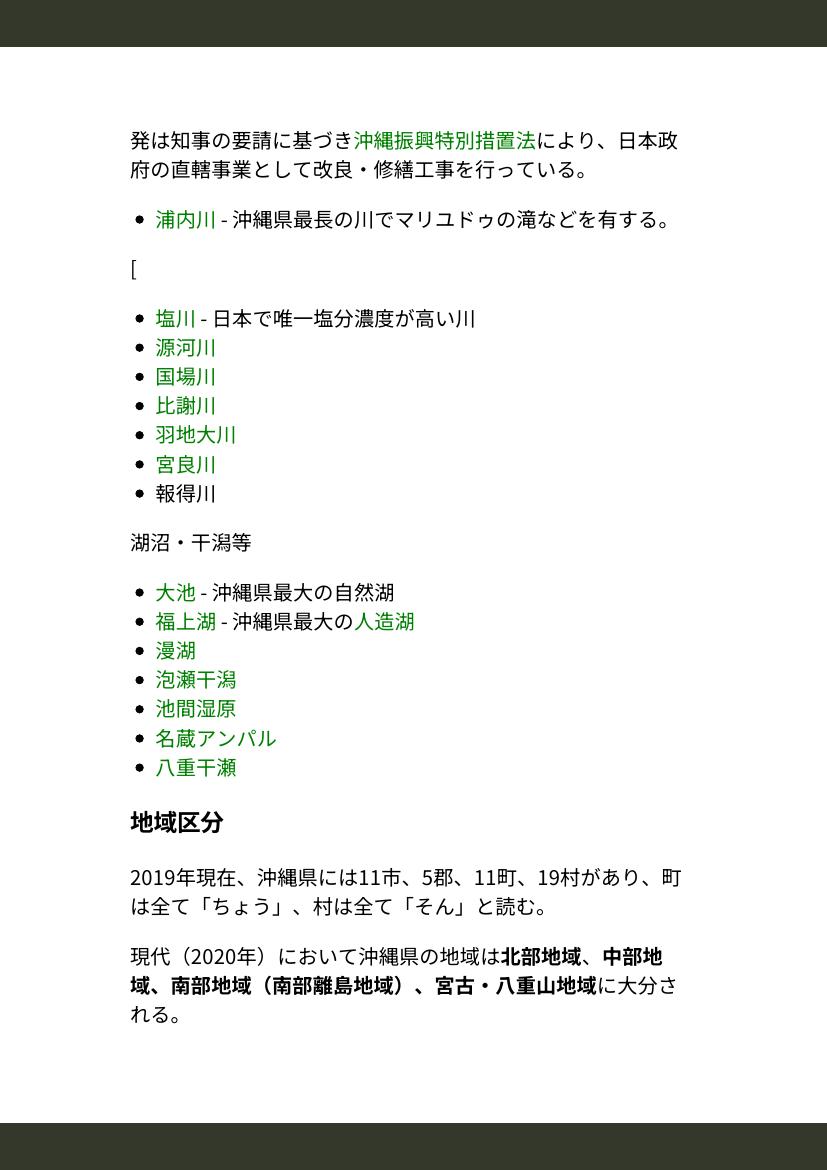 発は知事の要請に基づき沖縄振興特別措置法により、日本政
府の直轄事業として改良・修繕工事を行っている。
• 浦内川 - 沖縄県最長の川でマリユドゥの滝などを有する。
[
• 塩川 - 日本で唯一塩分濃度が高い川
• 源河川
• 国場川
• 比謝川
• 羽地大川
• 宮良川
• 報得川
湖沼・干潟等
• 大池 - 沖縄県最大の自然湖
• 福上湖 - 沖縄県最大の人造湖
• 漫湖
• 泡瀬干潟
• 池間湿原
• 名蔵アンパル
• 八重干瀬
地域区分
2019年現在、沖縄県には11市、5郡、11町、19村があり、町
は全て「ちょう」、村は全て「そん」と読む。
現代（2020年）において沖縄県の地域は北部地域、中部地
域、南部地域（南部離島地域）、宮古・八重山地域に大分さ
れる。